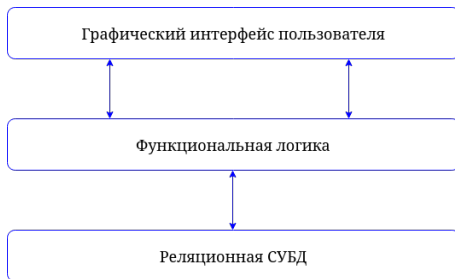 Графический интерфейс пользователя
Функциональная логика
Реляционная СУБД